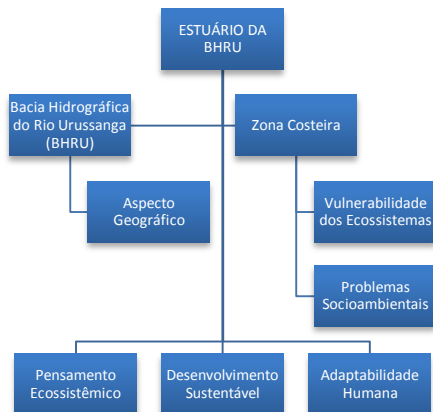 ESTUÁRIO DA
BHRU
Bacia Hidrográfica
do Rio Urussanga
(BHRU)
Zona Costeira
Aspecto
Geográfico
Vulnerabilidade
dos Ecossistemas
Problemas
Socioambientais
Pensamento
Ecossistêmico
Desenvolvimento
Sustentável
Adaptabilidade
Humana